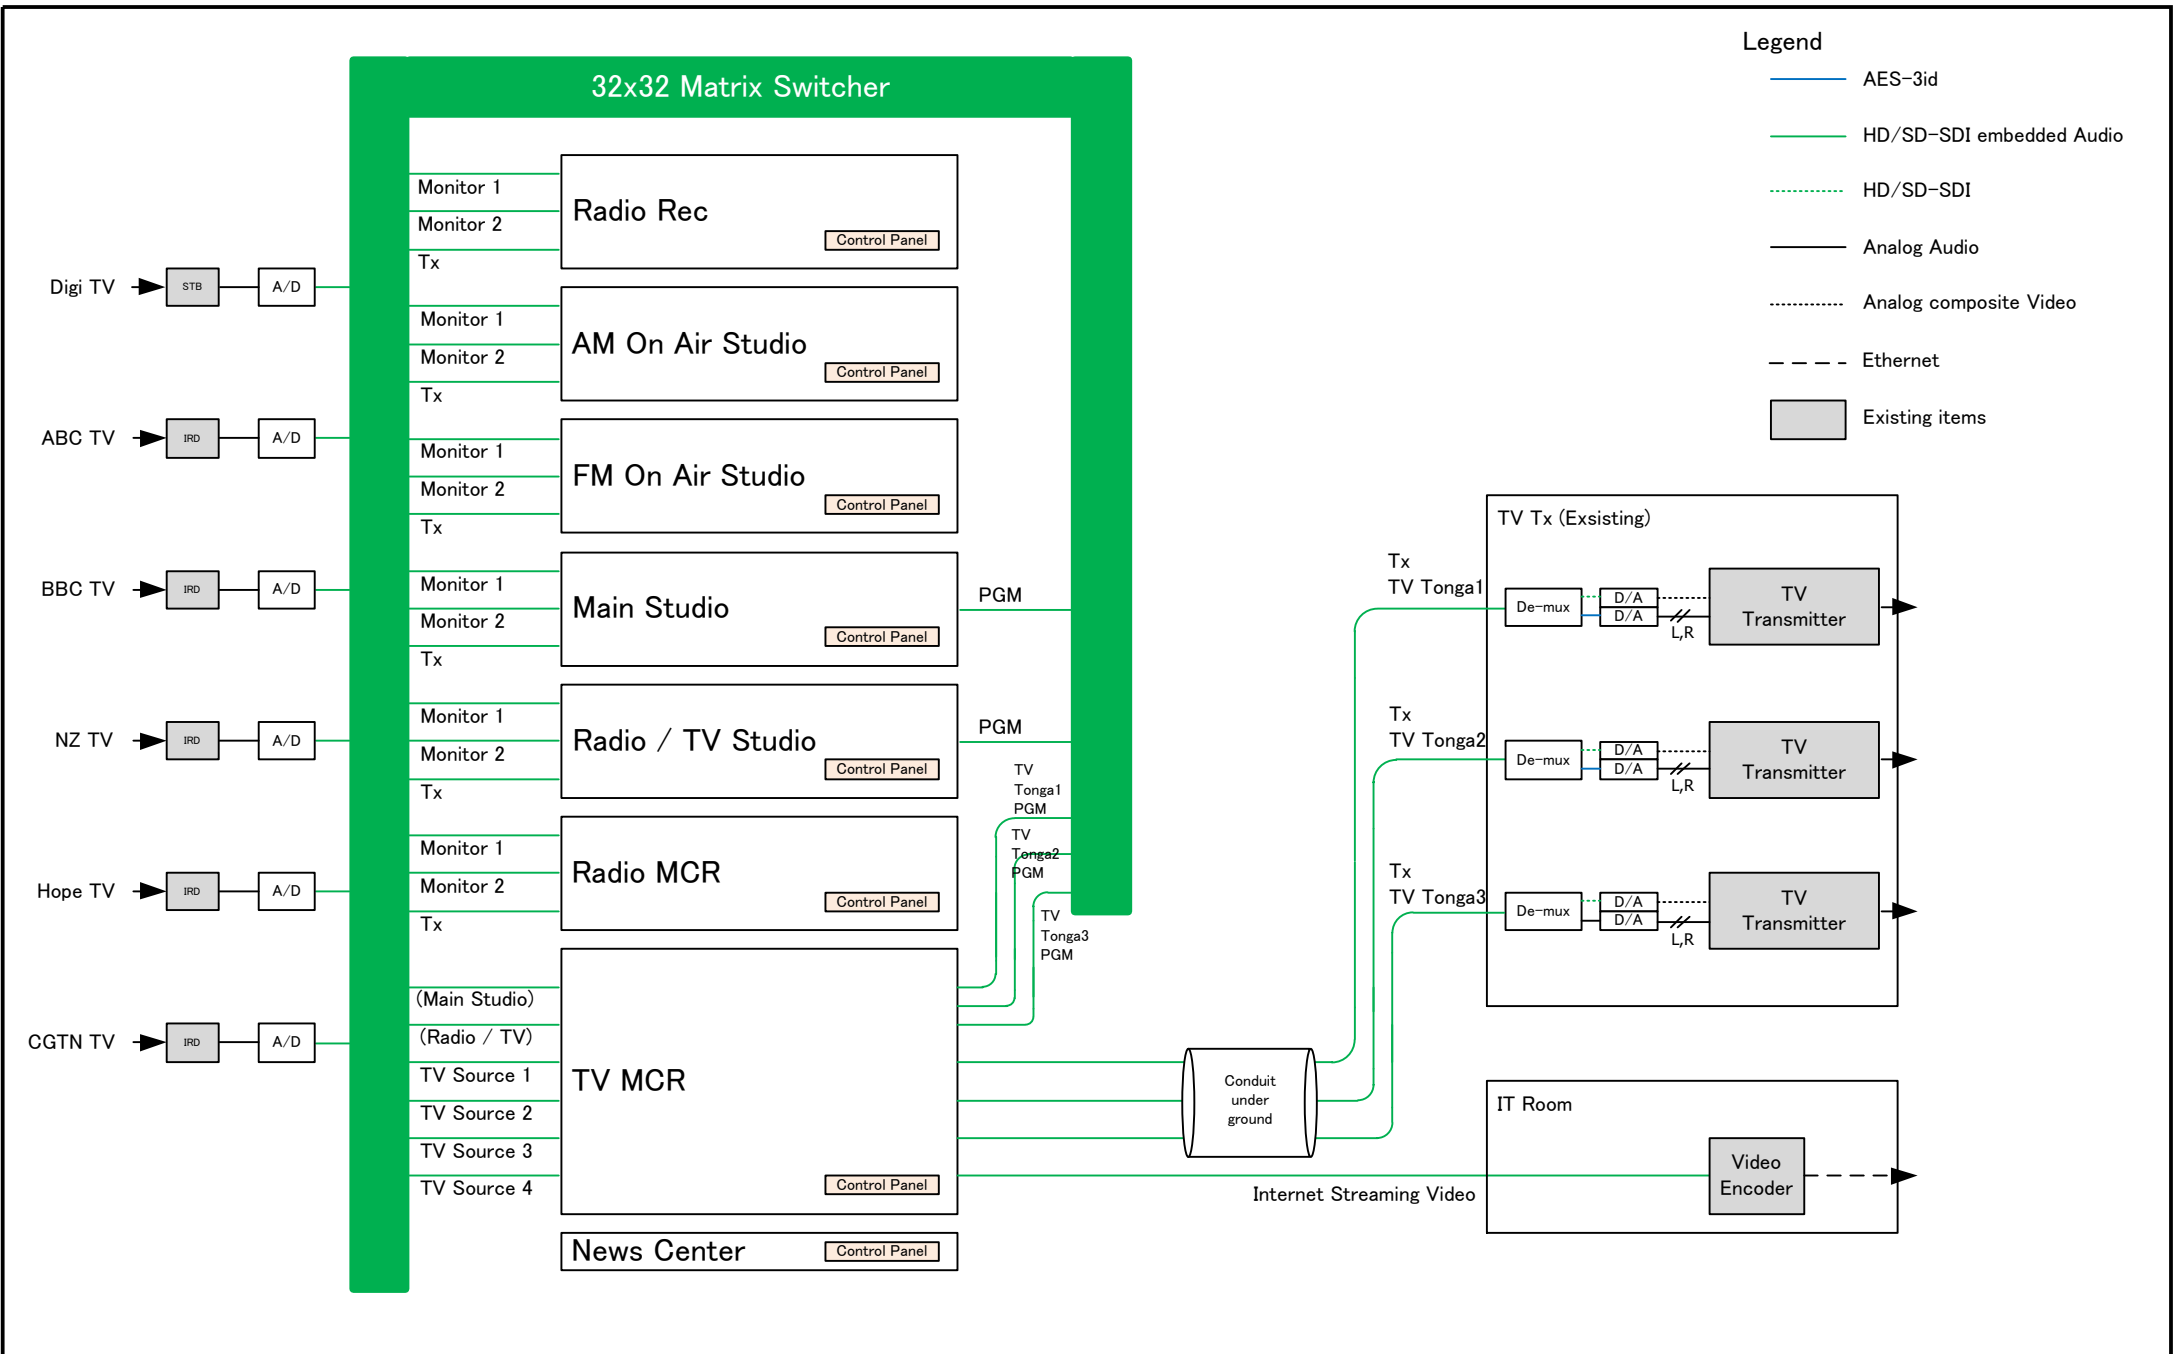 32x32 Matrix Switcher
Legend
AES-3id
HD/SD-SDI embedded Audio
HD/SD-SDI
Analog Audio
Analog composite Video
Ethernet
Existing items
Digi TV
STB
A/D
ABC TV
IRD
A/D
BBC TV
IRD
A/D
NZ TV
IRD
A/D
Hope TV
IRD
A/D
CGTN TV
IRD
A/D
Monitor 1
Monitor 2
Tx
Radio Rec
Control Panel
Monitor 1
Monitor 2
Tx
AM On Air Studio
Control Panel
Monitor 1
Monitor 2
Tx
FM On Air Studio
Control Panel
Monitor 1
Monitor 2
Tx
Main Studio
Control Panel
PGM
Monitor 1
Monitor 2
Tx
Radio / TV Studio
Control Panel
PGM
Monitor 1
Monitor 2
Tx
Radio MCR
Control Panel
TV
Tonga1
PGM
TV
Tonga2
PGM
TV
Tonga3
PGM
(Main Studio)
(Radio / TV)
TV Source 1
TV Source 2
TV Source 3
TV Source 4
TV MCR
Control Panel
News Center
Control Panel
Conduit
under
ground
Internet Streaming Video
TV Tx (Exsisting)
Tx
TV Tonga1
De-mux
D/A
D/A
L,R
TV
Transmitter
Tx
TV Tonga2
De-mux
D/A
D/A
L,R
TV
Transmitter
Tx
TV Tonga3
De-mux
D/A
D/A
L,R
TV
Transmitter
IT Room
Video
Encoder